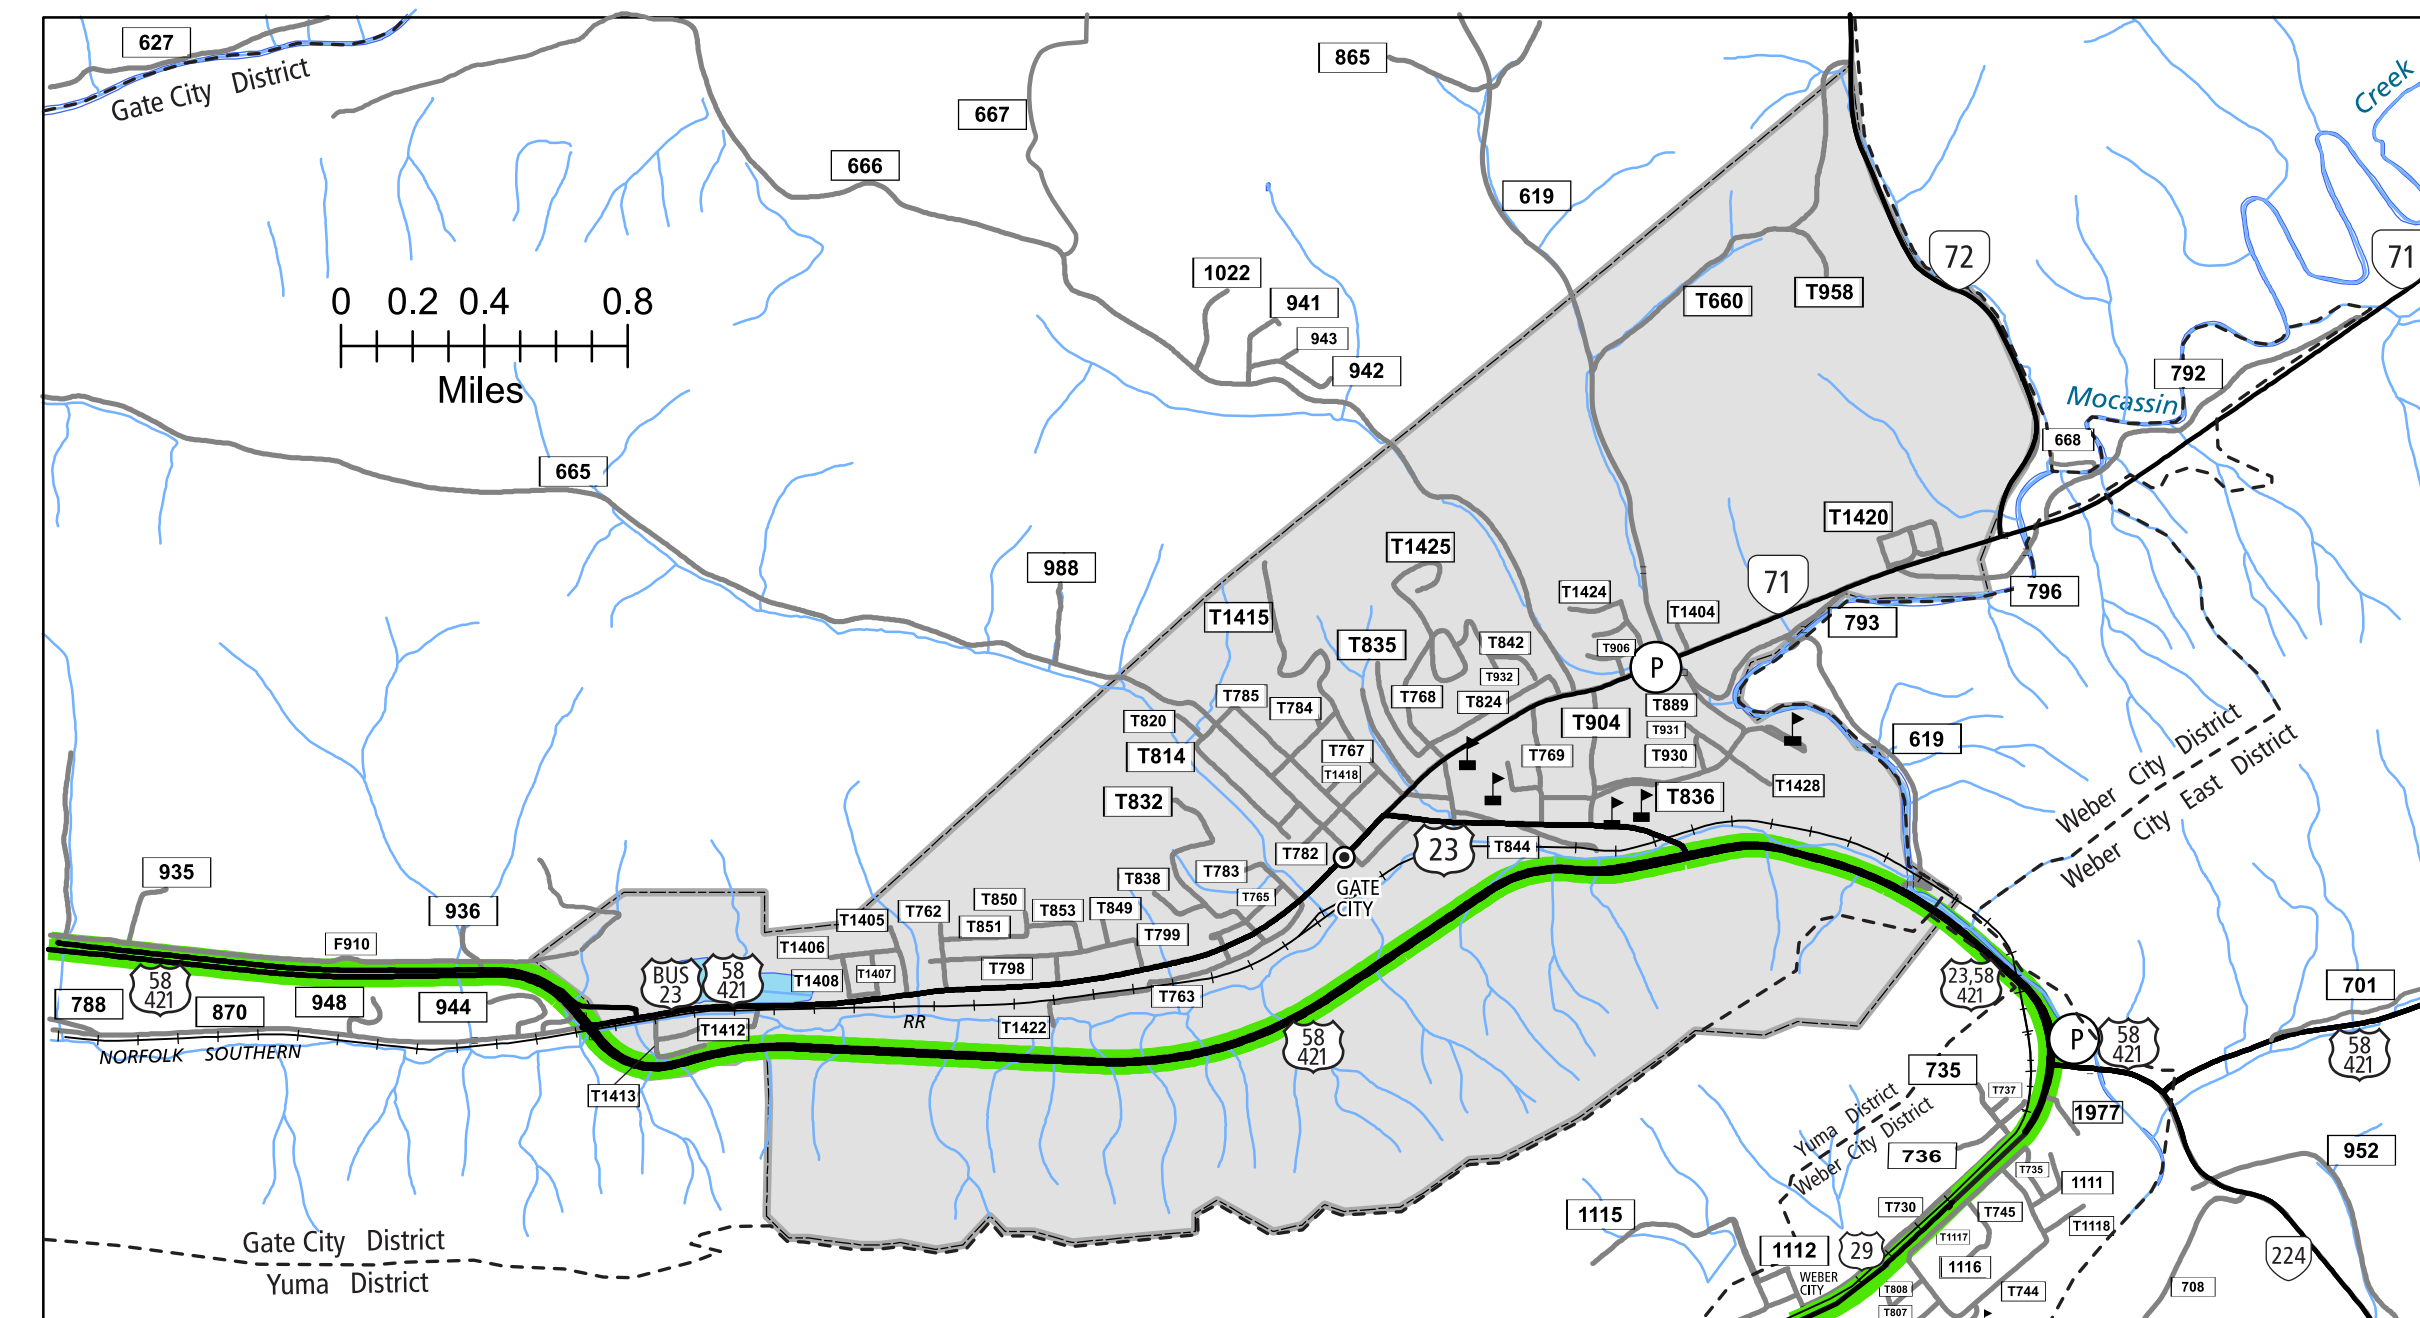 627
Gate City District
865
Creek
667
666
619
72
71
1022
941
943
942
T660
T958
0 0.2 0.4 0.8
Miles
792
Mocassin
668
665
T1420
T1425
988
71
T1424
T1404
796
793
T1415
T835
T842
T906
P
T932
T785
T784
T768
T824
T889
T820
T904
T931
619
T814
T767
T769
T930
T1418
T1428
T832
T836
Weber City District
Weber City East District
T782
23
T844
935
T838
T783
T765
GATE
CITY
936
T1405
T762
T850
T853
T849
T851
F910
T1406
T799
58
421
BUS
23
58
421
T1408
T1407
T798
23,58
421
701
788
870
948
944
T763
T1412
RR
T1422
58
421
P
58
421
58
421
NORFOLK SOUTHERN
735
T737
T1413
1977
Yuma District
Weber City District
952
736
T735
1111
1115
T730
T745
T1118
Gate City District
Yuma District
T1117
1112
29
1116
224
WEBER
CITY
T808
T744
708
T807